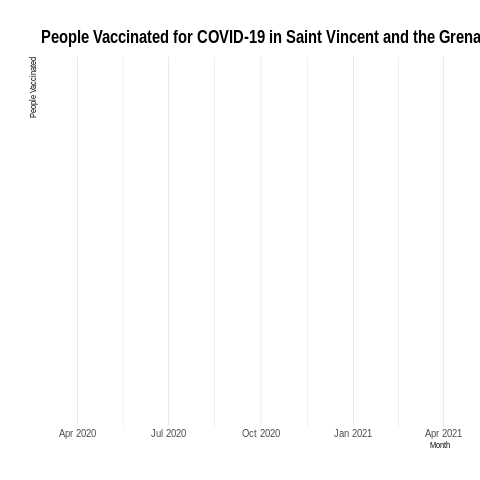 People Vaccinated for COVID-19 in Saint Vincent and the Grena
People Vaccinated
Apr 2020 Jul 2020 Oct 2020 Jan 2021 Apr 2021
Month